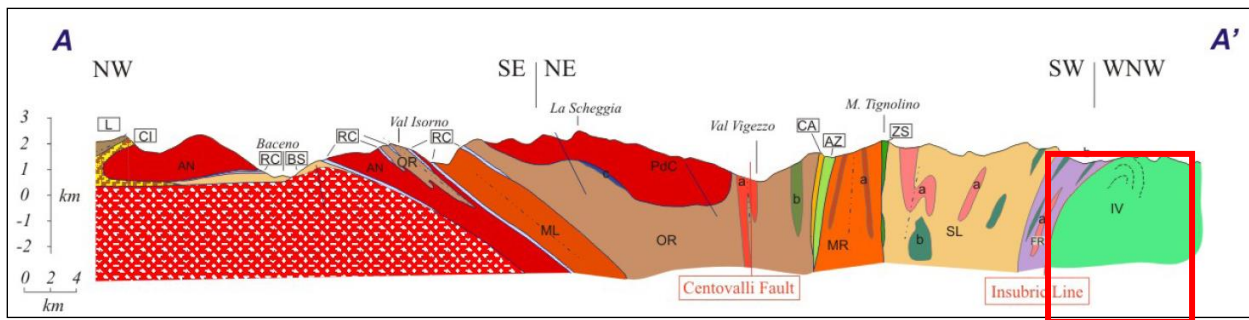 A
A'
NW
SE
NE
SW
WNW
3
2
1
0
-1
-2
km
0 2 4
km
L
CI
AN
Baceno
RC
BS
RC
Val Isorno
RC
OR
AN
ML
La Scheggia
c
PdC
OR
Val Vigezzo
a
b
CA
AZ
MR
a
M. Tignolino
ZS
a
b
a
SL
a
FR
IV
Centovalli Fault
Insubric Line